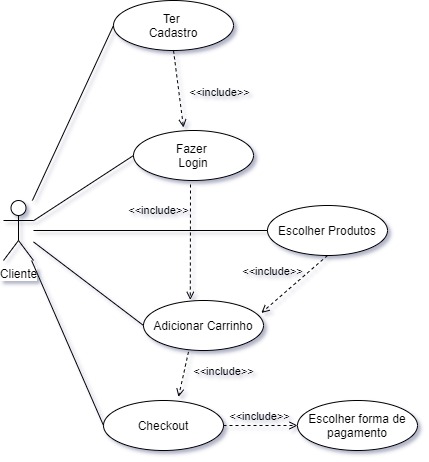 Ter
Cadastro
<<include>>
Fazer
Login
<<include>>
Escolher Produtos
<<include>>
Cliente
Adicionar Carrinho
<<include>>
Checkout
<<include>>
Escolher forma de
pagamento